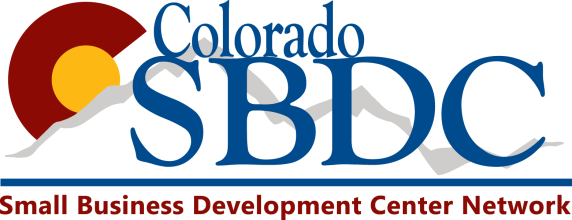 Colorado
SBDC
Small Business Development Center Network